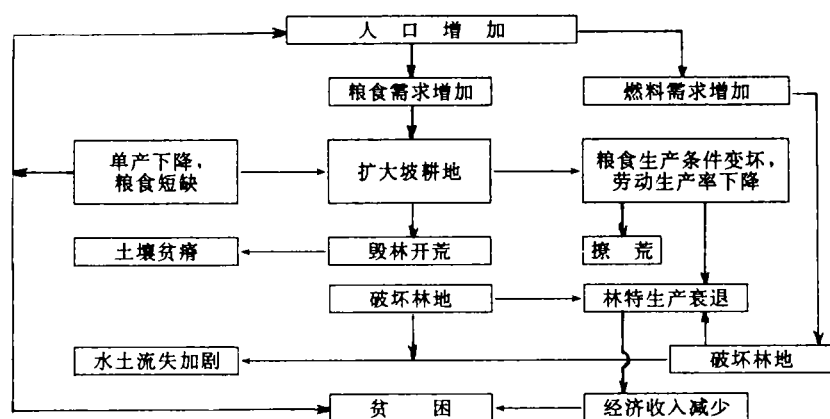 人口增加
粮食需求增加
燃料需求增加
单产下降,
粮食短缺
扩大坡耕地
粮食生产条件变坏,
劳动生产率下降
土壤贫瘠
毁林开荒
撩荒
破坏林地
林特生产衰退
水土流失加剧
破坏林地
贫困
经济收入减少